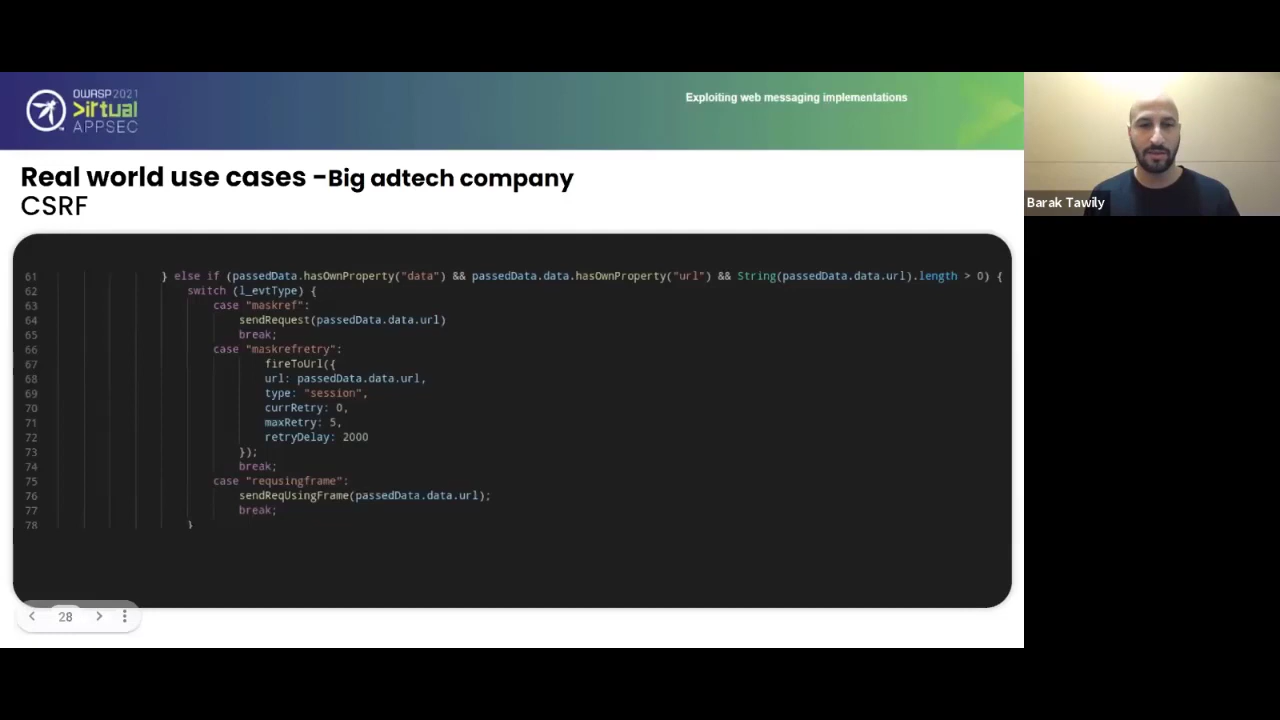 OWASP 2021
Virtual
APPSEC
Exploiting web messaging implementations
Barak Tawily
Real world use cases -Big adtech company
CSRF
61 } else if (passedData.hasOwnProperty("data") && passedData.data.hasOwnProperty("url") && String(passedData.data.url).length > 0) {
62 switch (l_evtType) {
63 case "maskref":
64 sendRequest(passedData.data.url)
65 break;
66 case "maskrefretry":
67 fireToUrl({
68 url: passedData.data.url,
69 type: "session",
70 currRetry: 0,
71 maxRetry: 5,
72 retryDelay: 2000
73 });
74 break;
75 case "requsingframe":
76 sendReqUsingFrame(passedData.data.url);
77 break;
78 }
28